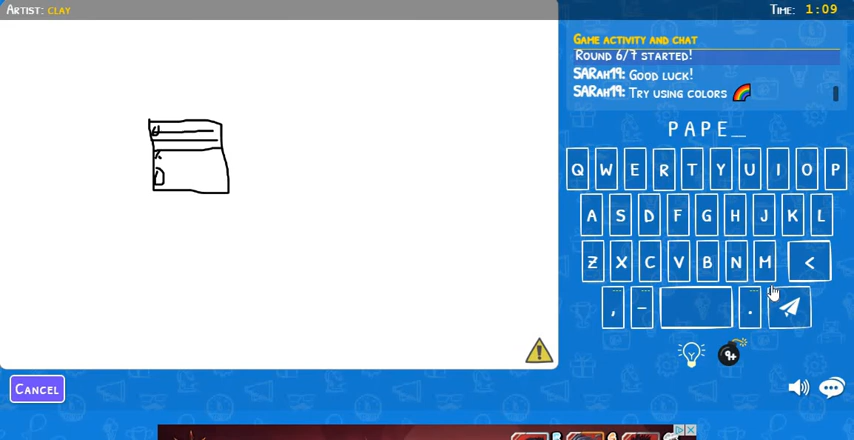 Artist: clay
Time: 1:09
Game activity and chat
Round 6/7 started!
SARah19: Good luck!
SARah19: Try using colors 🌈
PAPE_
Q W E R T Y U I O P
A S D F G H J K L
Z X C V B N M <
, - .
9+
Cancel